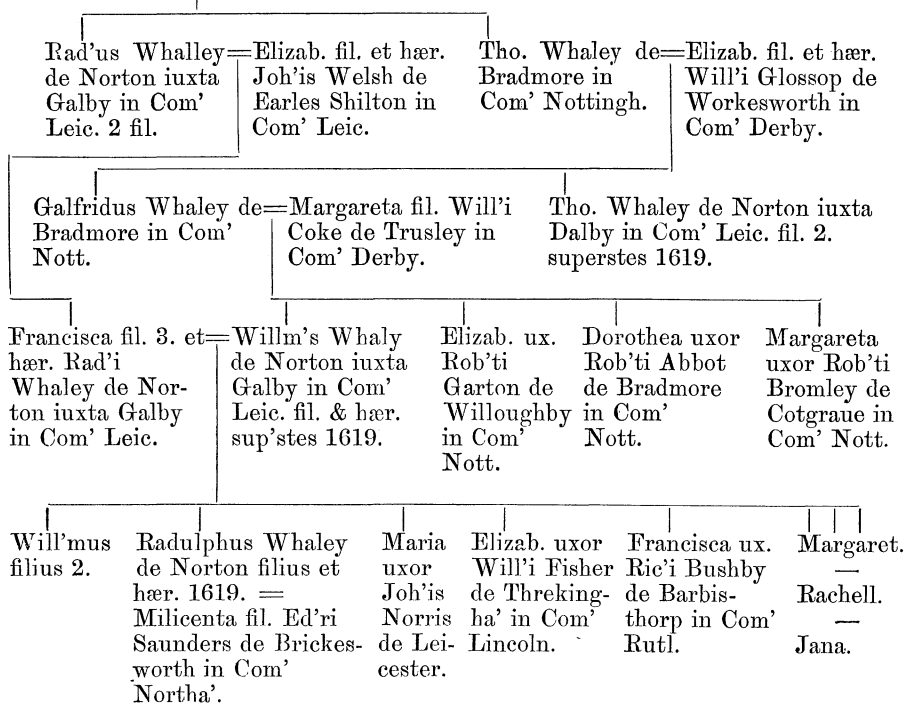 Rad'us Whalley=
de Norton iuxta
Galby in Com'
Leic. 2 fil.
Elizab. fil. et hær.
Joh'is Welsh de
Earles Shilton in
Com' Leic.
Tho. Whaley de=
Bradmore in
Com' Nottingh.
Elizab. fil. et hær.
Will'i Glossop de
Workesworth in
Com' Derby.
Galfridus Whaley de=
Bradmore in Com'
Nott.
Margareta fil. Will'i
Coke de Trusley in
Com' Derby.
Tho. Whaley de Norton iuxta
Dalby in Com' Leic. fil. 2.
superstes 1619.
Francisca fil. 3. et=
hær. Rad'i
Whaley de Nor-
ton iuxta Galby
in Com' Leic.
Willm's Whaly
de Norton iuxta
Galby in Com'
Leic. fil. & hær.
sup'stes 1619.
Elizab. ux.
Rob'ti
Garton de
Willoughby
in Com'
Nott.
Dorothea uxor
Rob'ti Abbot
de Bradmore
in Com'
Nott.
Margareta
uxor Rob'ti
Bromley de
Cotgraue in
Com' Nott.
Will'mus
filius 2.
Radulphus Whaley
de Norton filius et
hær. 1619. =
Milicenta fil. Ed'ri
Saunders de Brickes-
worth in Com'
Northa'.
Maria
uxor
Joh'is
Norris
de Lei-
cester.
Elizab. uxor
Will'i Fisher
de Threking-
ha' in Com'
Lincoln.
Francisca ux.
Ric'i Bushby
de Barbis-
thorp in Com'
Rutl.
Margaret.
—
Rachell.
—
Jana.